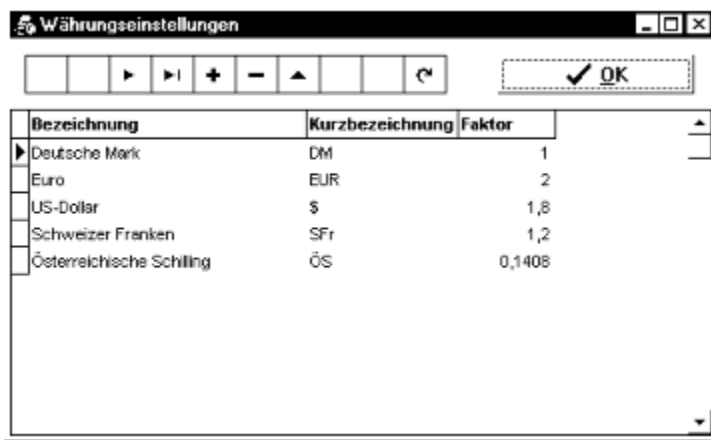 Währungseinstellungen
OK
Bezeichnung Kurzbezeichnung Faktor
Deutsche Mark DM 1
Euro EUR 2
US-Dollar $ 1,8
Schweizer Franken SFr 1,2
Österreichische Schilling ÖS 0,1408